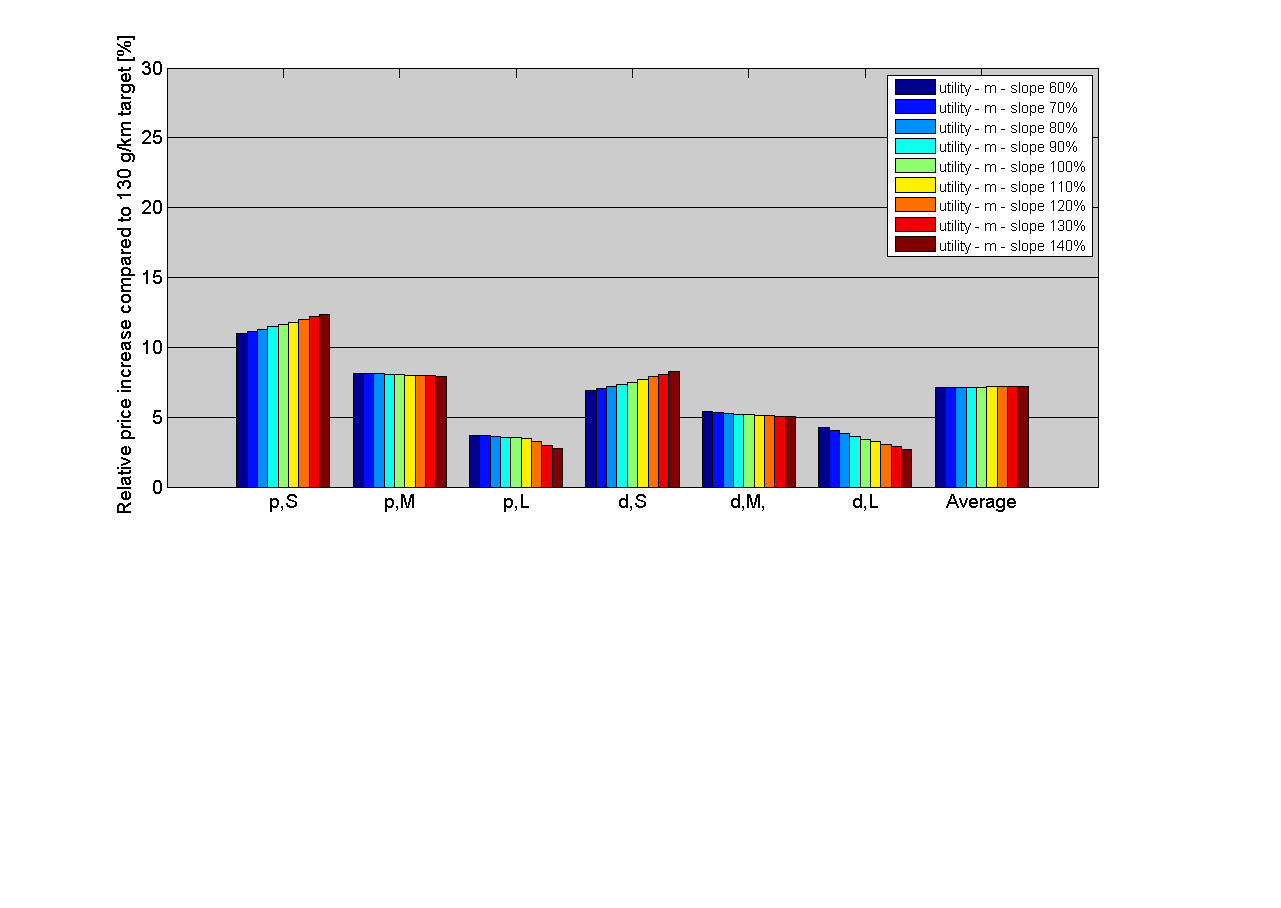 Relative price increase compared to 130 g/km target [%]
30
25
20
15
10
5
0
utility - m - slope 60%
utility - m - slope 70%
utility - m - slope 80%
utility - m - slope 90%
utility - m - slope 100%
utility - m - slope 110%
utility - m - slope 120%
utility - m - slope 130%
utility - m - slope 140%
p,S p,M p,L d,S d,M, d,L Average